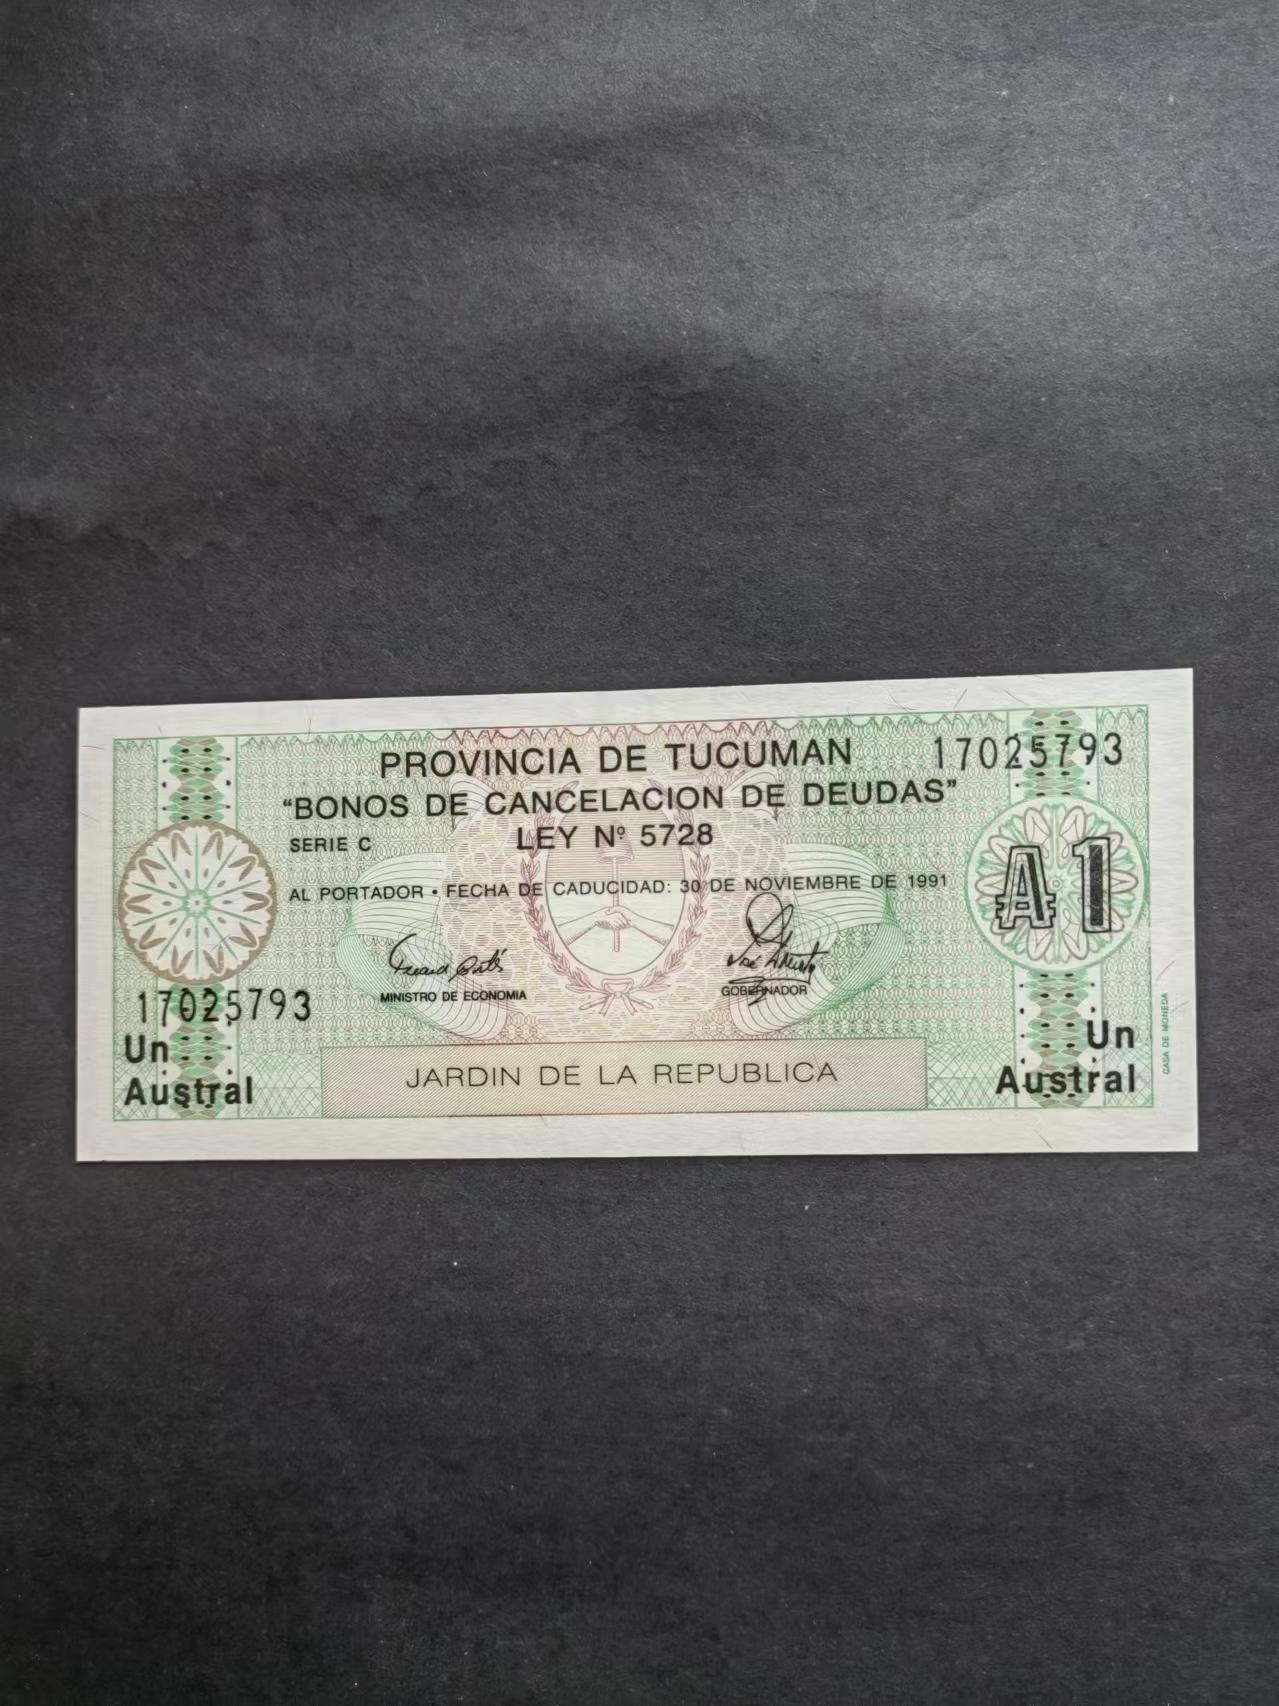 PROVINCIA DE TUCUMAN 17025793
"BONOS DE CANCELACION DE DEUDAS"
SERIE C LEY Nº 5728
AL PORTADOR • FECHA DE CADUCIDAD: 30 DE NOVIEMBRE DE 1991
₳ 1
MINISTRO DE ECONOMIA
GOBERNADOR
17025793
Un
Austral
JARDIN DE LA REPUBLICA
Un
Austral
CASA DE MONEDA